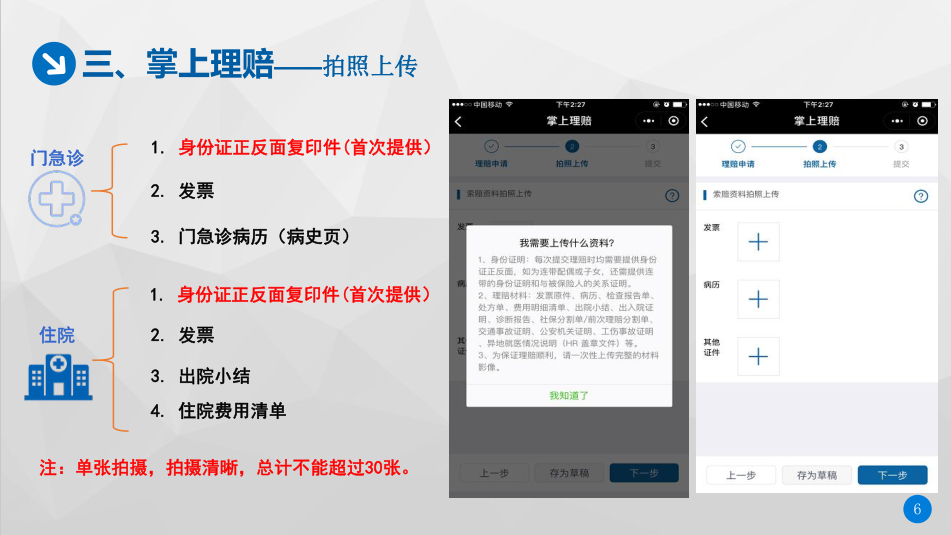 三、掌上理赔——拍照上传
门急诊
1. 身份证正反面复印件(首次提供)
2. 发票
3. 门急诊病历（病史页）
住院
1. 身份证正反面复印件(首次提供)
2. 发票
3. 出院小结
4. 住院费用清单
注：单张拍摄，拍摄清晰，总计不能超过30张。
中国移动 下午2:27
掌上理赔
2 3
理赔申请 拍照上传 提交
索赔资料拍照上传 ?
发票
我需要上传什么资料?
1、身份证明：每次提交理赔时均需要提供身份
证正反面，如为连带配偶或子女，还需提供连
带的身份证明和与被保险人的关系证明。
2、理赔材料：发票原件、病历、检查报告单、
处方单、费用明细清单、出院小结、出入院证
明、诊断报告、社保分割单/前次理赔分割单、
交通事故证明、公安机关证明、工伤事故证明
、异地就医情况说明（HR 盖章文件）等。
3、为保证理赔顺利，请一次性上传完整的材料
影像。
我知道了
上一步 存为草稿 下一步
中国移动 下午2:27
掌上理赔
2 3
理赔申请 拍照上传 提交
索赔资料拍照上传 ?
发票
病历
其他
证件
上一步 存为草稿 下一步
6